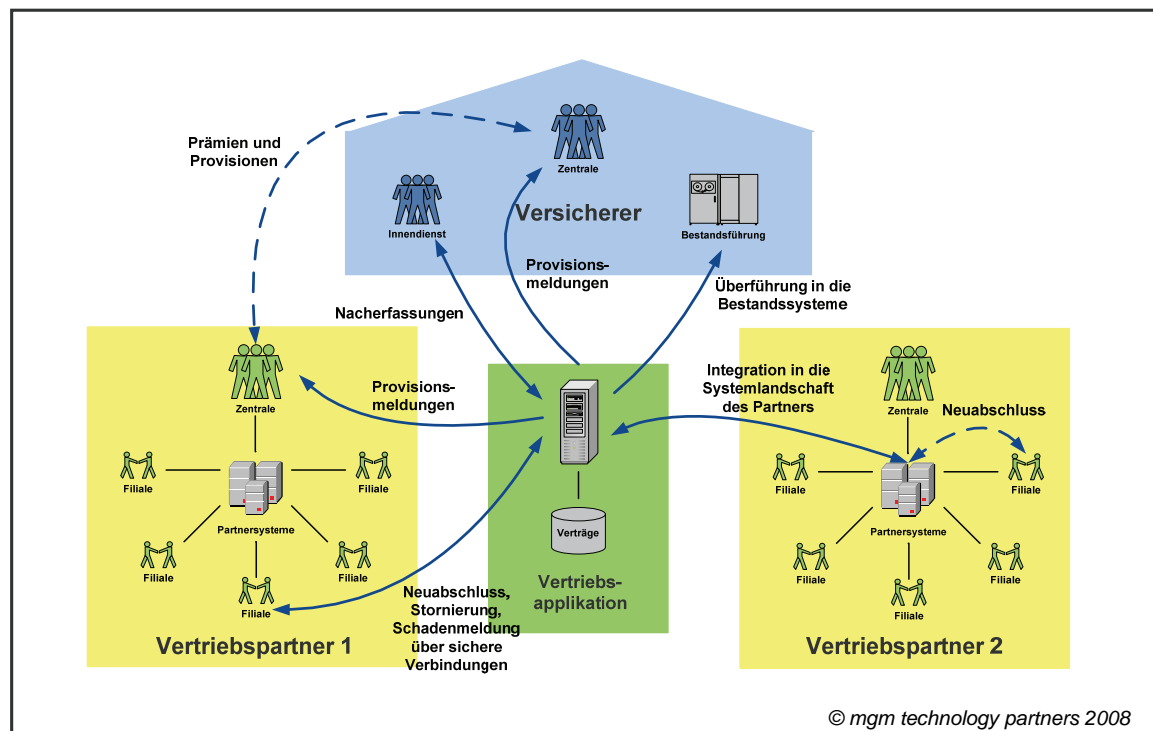 Prämien und
Provisionen
Zentrale
Innendienst
Versicherer
Bestandsführung
Provisions-
meldungen
Überführung in die
Bestandssysteme
Nacherfassungen
Zentrale
Provisions-
meldungen
Filiale
Filiale
Partnersysteme
Filiale
Filiale
Filiale
Vertriebspartner 1
Neuabschluss,
Stornierung,
Schadenmeldung
über sichere
Verbindungen
Verträge
Vertriebs-
applikation
Integration in die
Systemlandschaft
des Partners
Zentrale
Neuabschluss
Filiale
Filiale
Partnersysteme
Filiale
Filiale
Filiale
Vertriebspartner 2
© mgm technology partners 2008